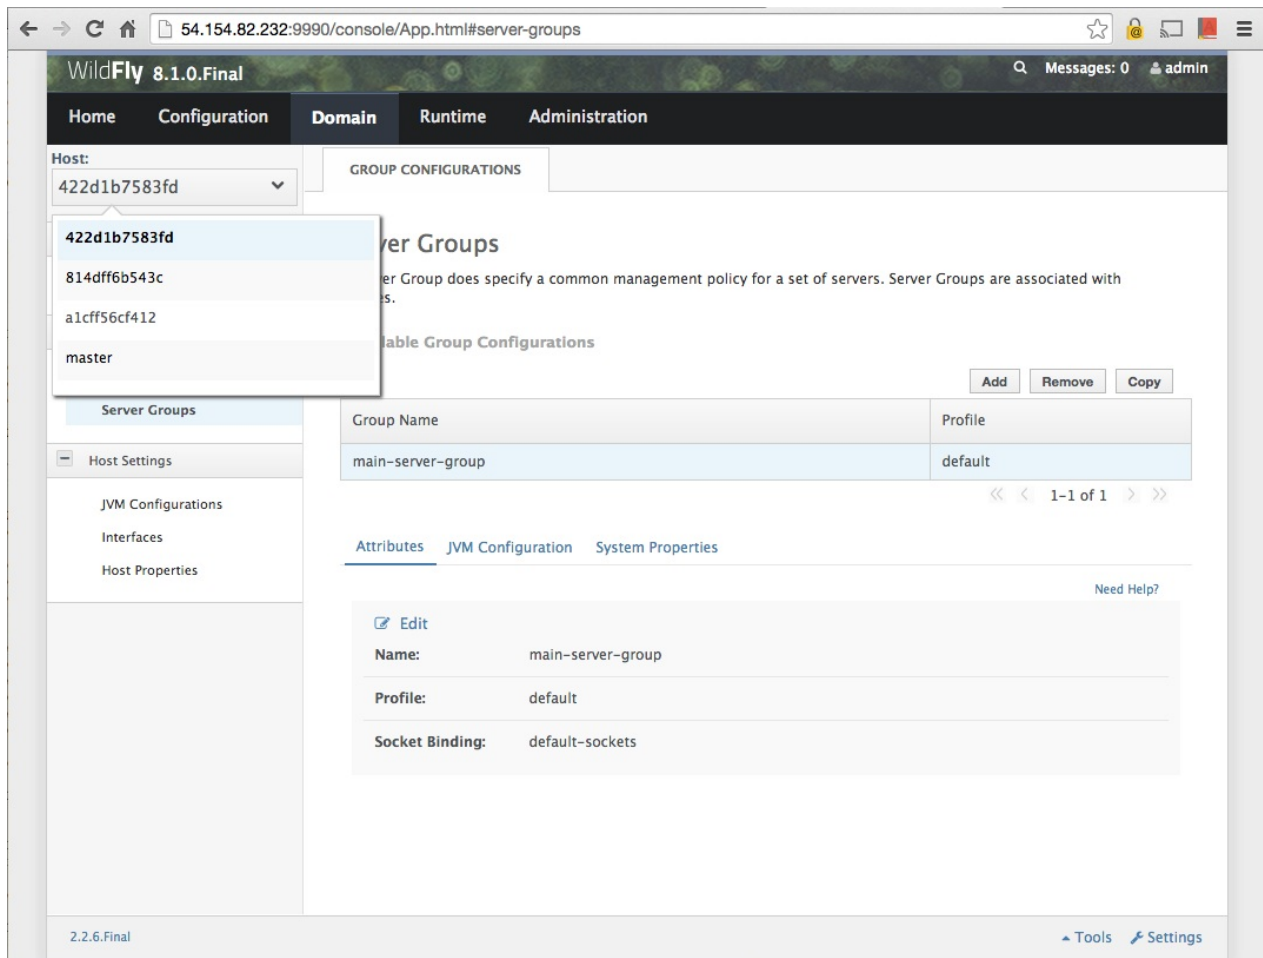 54.154.82.232:9990/console/App.html#server-groups
WildFly 8.1.0.Final
Messages: 0 admin
Home Configuration Domain Runtime Administration
Host:
422d1b7583fd
GROUP CONFIGURATIONS
422d1b7583fd
814dff6b543c
a1cff56cf412
master
er Groups
er Group does specify a common management policy for a set of servers. Server Groups are associated with
es.
lable Group Configurations
Add Remove Copy
Server Groups
Group Name Profile
main-server-group default
1-1 of 1
Host Settings
JVM Configurations
Interfaces
Host Properties
Attributes JVM Configuration System Properties
Need Help?
Edit
Name: main-server-group
Profile: default
Socket Binding: default-sockets
2.2.6.Final
Tools Settings